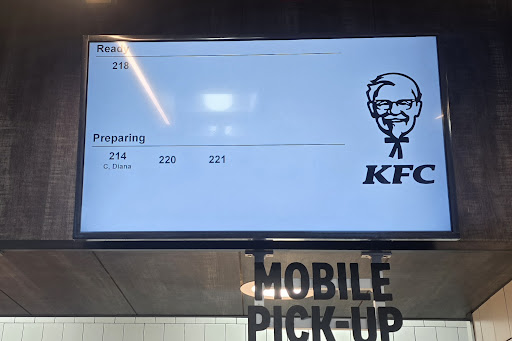 Ready
218
Preparing
214 220 221
C, Diana
KFC
MOBILE
PICK-UP